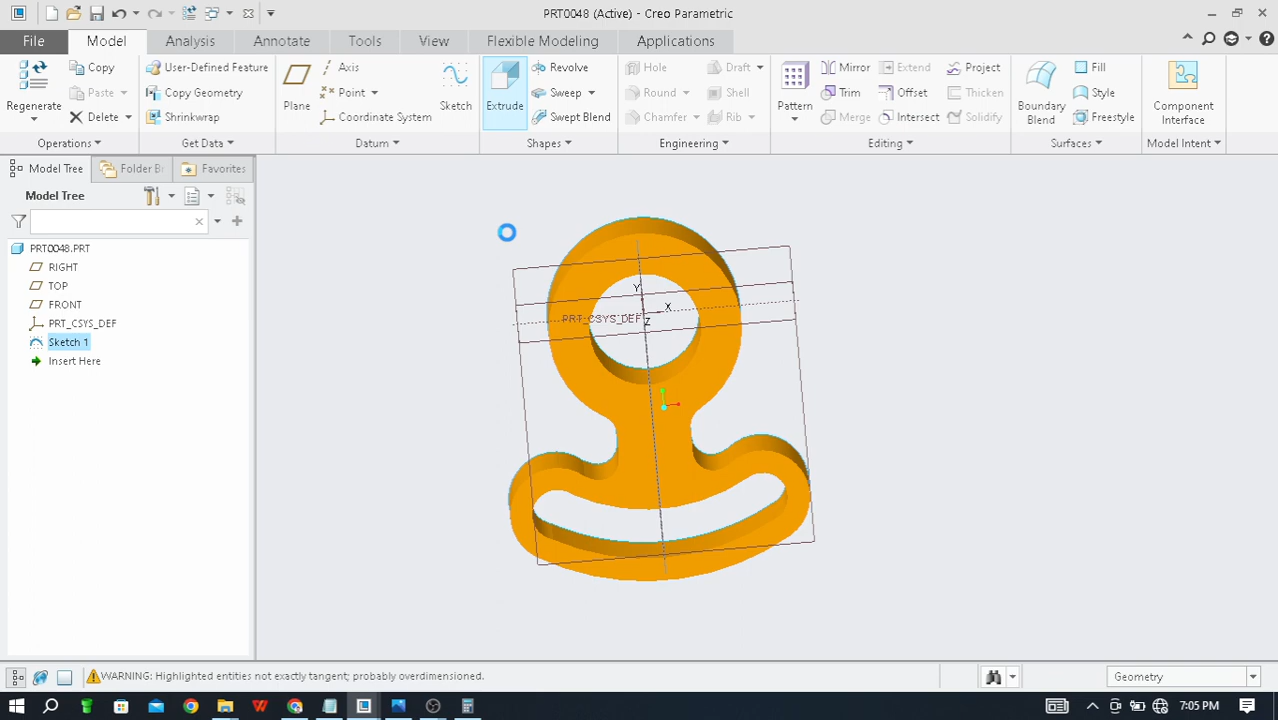 PRT0048 (Active) - Creo Parametric
File Model Analysis Annotate Tools View Flexible Modeling Applications
Regenerate
Copy
Paste
Delete
Operations
User-Defined Feature
Copy Geometry
Shrinkwrap
Get Data
Plane
Axis
Point
Coordinate System
Sketch
Datum
Extrude
Revolve
Sweep
Swept Blend
Shapes
Hole
Round
Chamfer
Draft
Shell
Rib
Engineering
Pattern
Mirror
Trim
Merge
Extend
Offset
Intersect
Project
Thicken
Solidify
Editing
Boundary
Blend
Fill
Style
Freestyle
Surfaces
Component
Interface
Model Intent
Model Tree Folder B Favorites
Model Tree
PRT0048.PRT
RIGHT
TOP
FRONT
PRT_CSYS_DEF
Sketch 1
Insert Here
Y
X
PRT_CSYS_DEF
Z
WARNING: Highlighted entities not exactly tangent; probably overdimensioned.
Geometry
7:05 PM